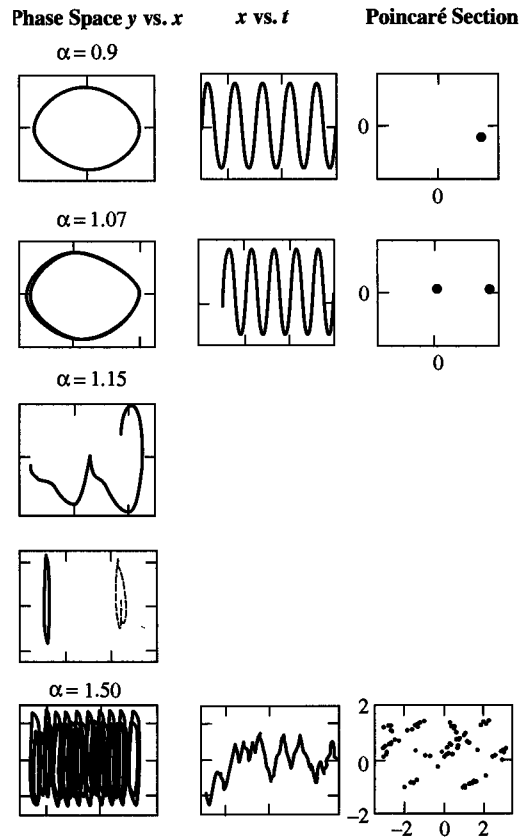 Phase Space y vs. x x vs. t Poincaré Section
α = 0.9
0
0
α = 1.07
0
0
α = 1.15
α = 1.50
2
0
−2
−2 0 2